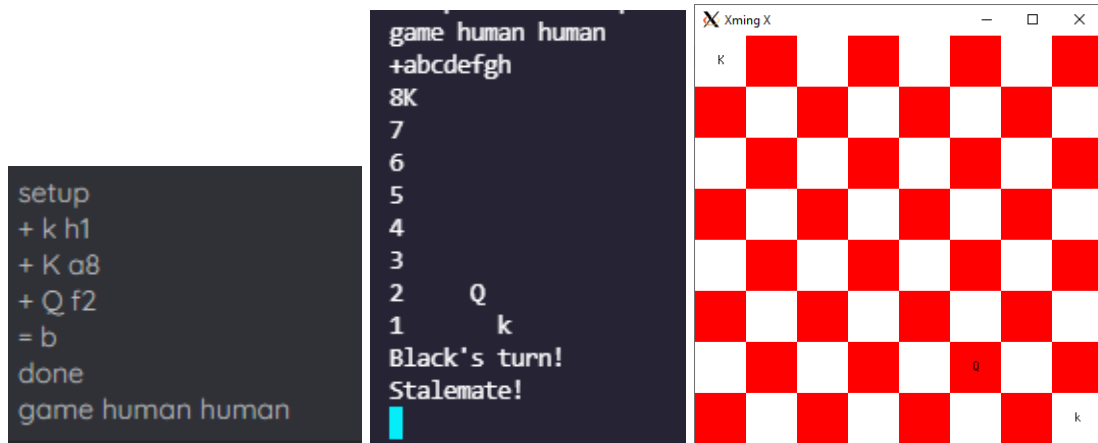 setup
+ k h1
+ K a8
+ Q f2
= b
done
game human human
game human human
+abcdefgh
8K
7
6
5
4
3
2     Q
1       k
Black's turn!
Stalemate!
X Xming X
K
Q
k